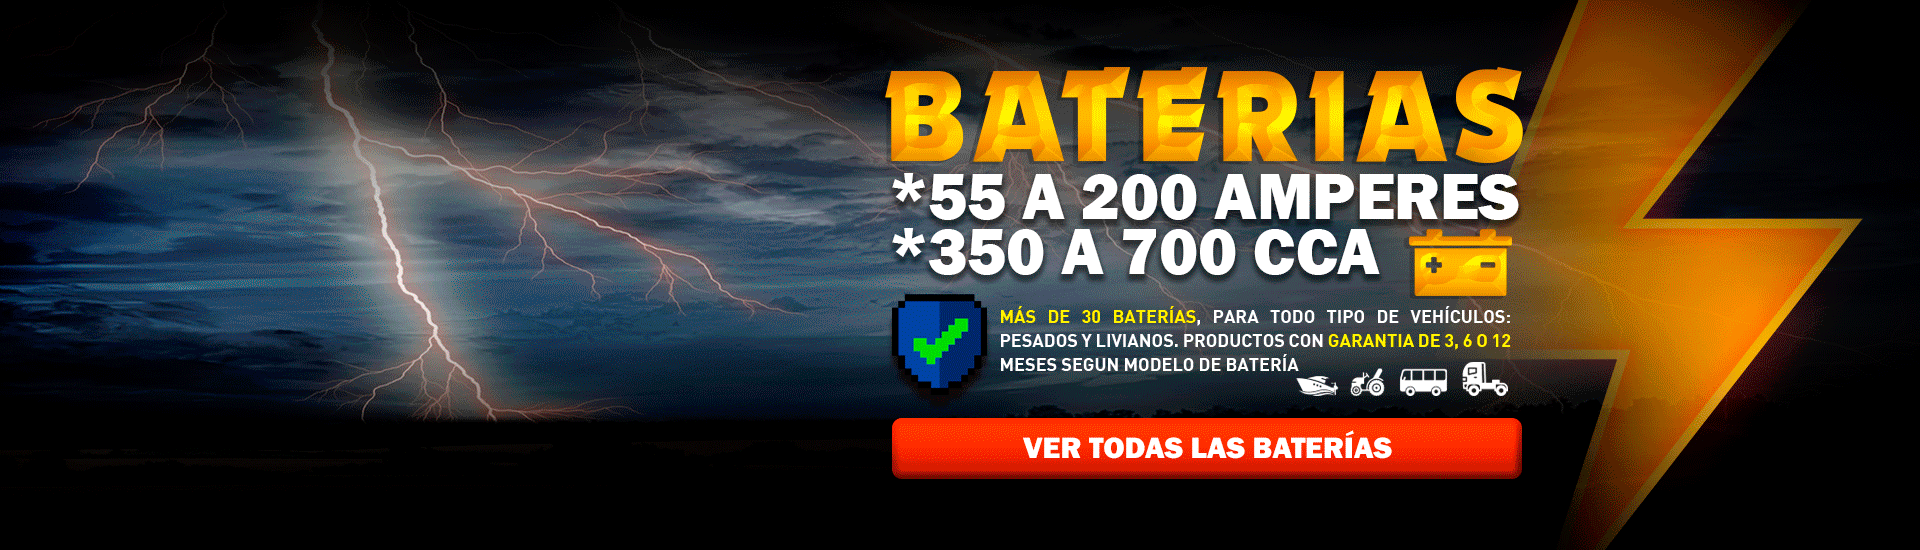 BATERIAS
*55 A 200 AMPERES
*350 A 700 CCA
MÁS DE 30 BATERÍAS, PARA TODO TIPO DE VEHÍCULOS:
PESADOS Y LIVIANOS. PRODUCTOS CON GARANTIA DE 3, 6 O 12
MESES SEGUN MODELO DE BATERÍA
VER TODAS LAS BATERÍAS